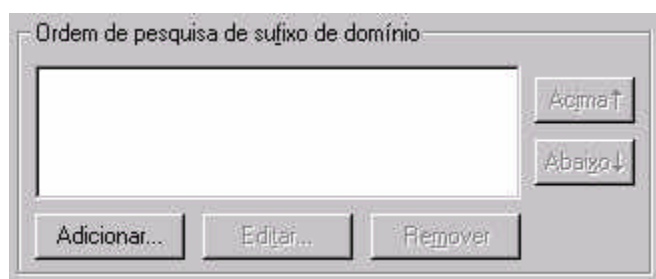 Ordem de pesquisa de sufixo de domínio
Acima↑
Abaixo↓
Adicionar... Editar... Remover